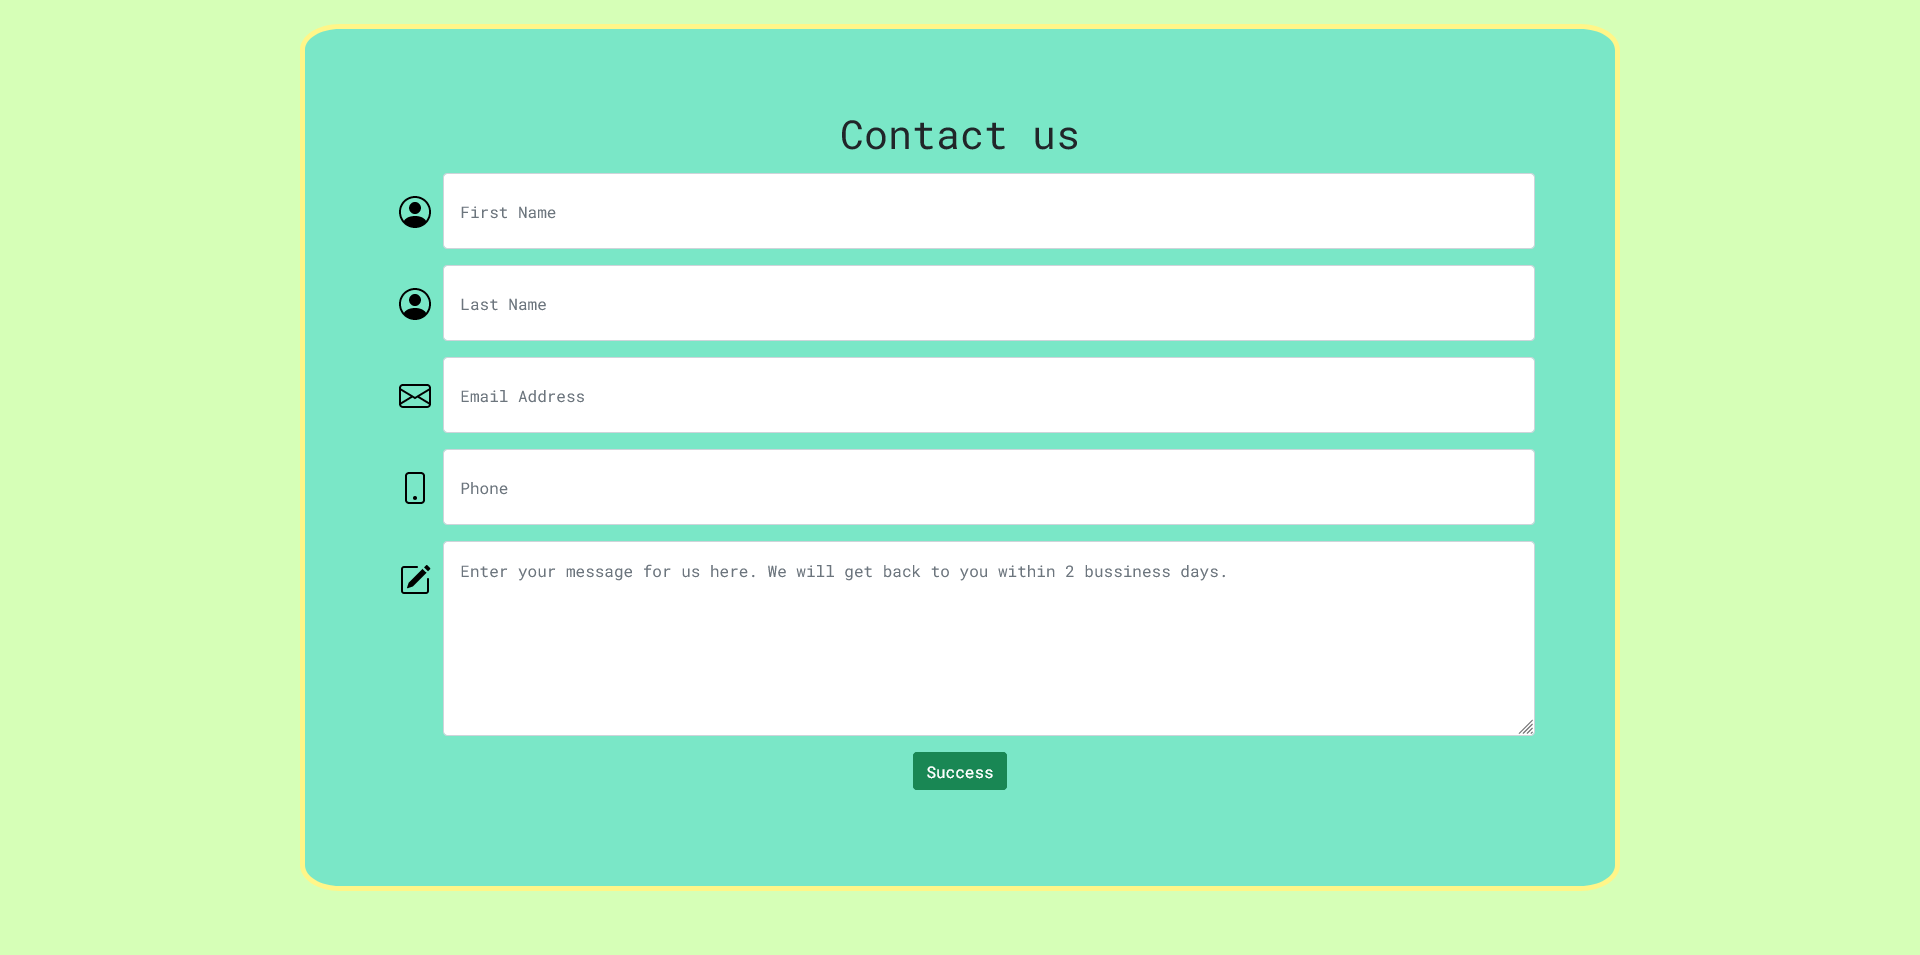 Contact us
First Name
Last Name
Email Address
Phone
Enter your message for us here. We will get back to you within 2 bussiness days.
Success